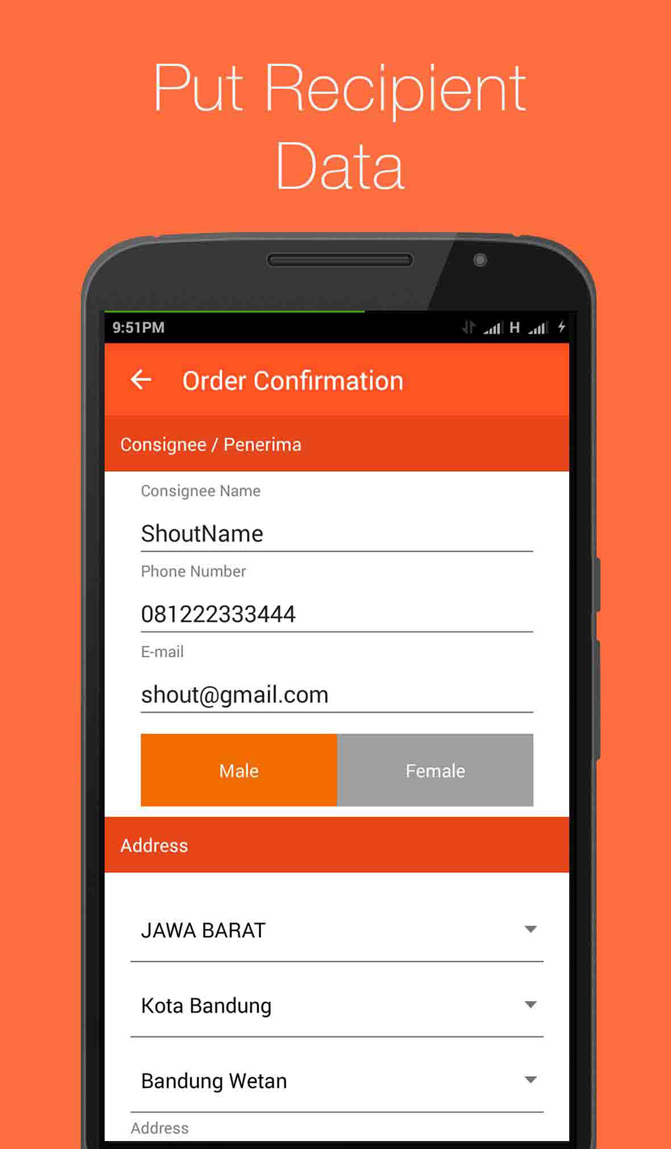 Put Recipient
Data
9:51PM H
Order Confirmation
Consignee / Penerima
Consignee Name
ShoutName
Phone Number
081222333444
E-mail
shout@gmail.com
Male Female
Address
JAWA BARAT
Kota Bandung
Bandung Wetan
Address